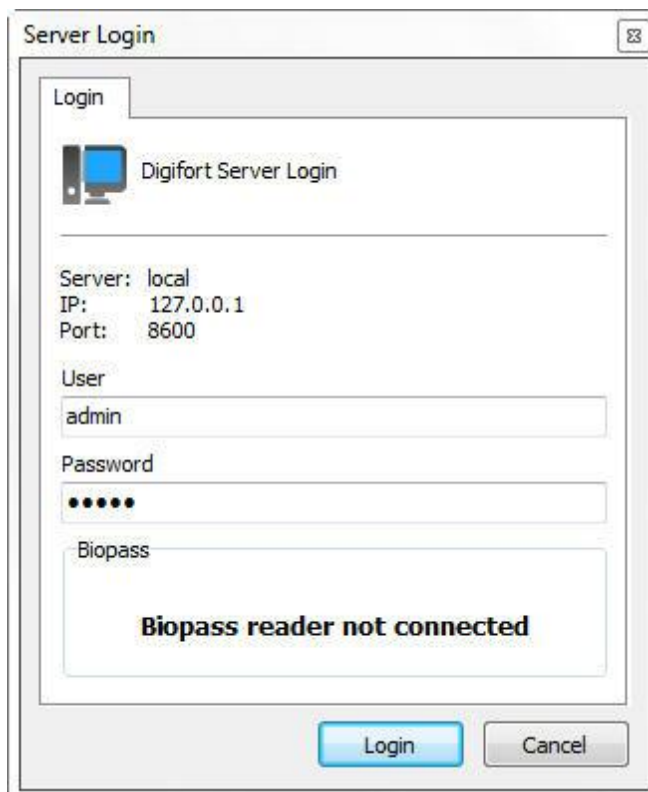 Server Login
Login
Digifort Server Login
Server: local
IP: 127.0.0.1
Port: 8600
User
admin
Password
•••••
Biopass
Biopass reader not connected
Login Cancel